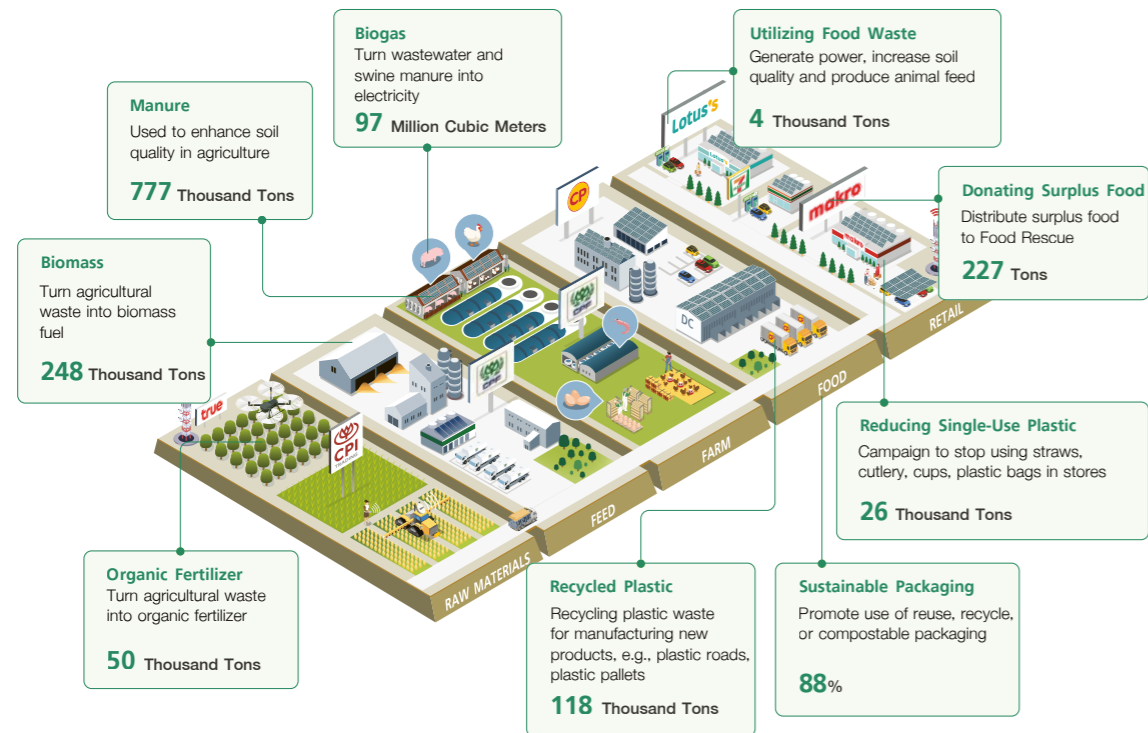 Biogas
Turn wastewater and
swine manure into
electricity
97 Million Cubic Meters
Utilizing Food Waste
Generate power, increase soil
quality and produce animal feed
4 Thousand Tons
Manure
Used to enhance soil
quality in agriculture
777 Thousand Tons
Donating Surplus Food
Distribute surplus food
to Food Rescue
227 Tons
Biomass
Turn agricultural
waste into biomass
fuel
248 Thousand Tons
Lotus's
makro
CP
DC
CPF
CPF
true
CPI
TRADING
RETAIL
FOOD
FARM
FEED
RAW MATERIALS
Reducing Single-Use Plastic
Campaign to stop using straws,
cutlery, cups, plastic bags in stores
26 Thousand Tons
Organic Fertilizer
Turn agricultural waste
into organic fertilizer
50 Thousand Tons
Recycled Plastic
Recycling plastic waste
for manufacturing new
products, e.g., plastic roads,
plastic pallets
118 Thousand Tons
Sustainable Packaging
Promote use of reuse, recycle,
or compostable packaging
88%